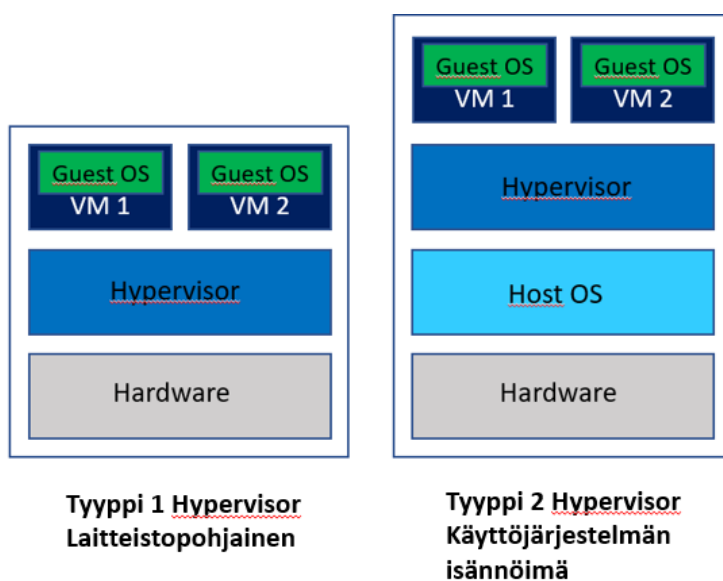 Guest OS
VM 1
Guest OS
VM 2
Hypervisor
Hardware
Tyyppi 1 Hypervisor
Laitteistopohjainen
Guest OS
VM 1
Guest OS
VM 2
Hypervisor
Host OS
Hardware
Tyyppi 2 Hypervisor
Käyttöjärjestelmän
isännöimä